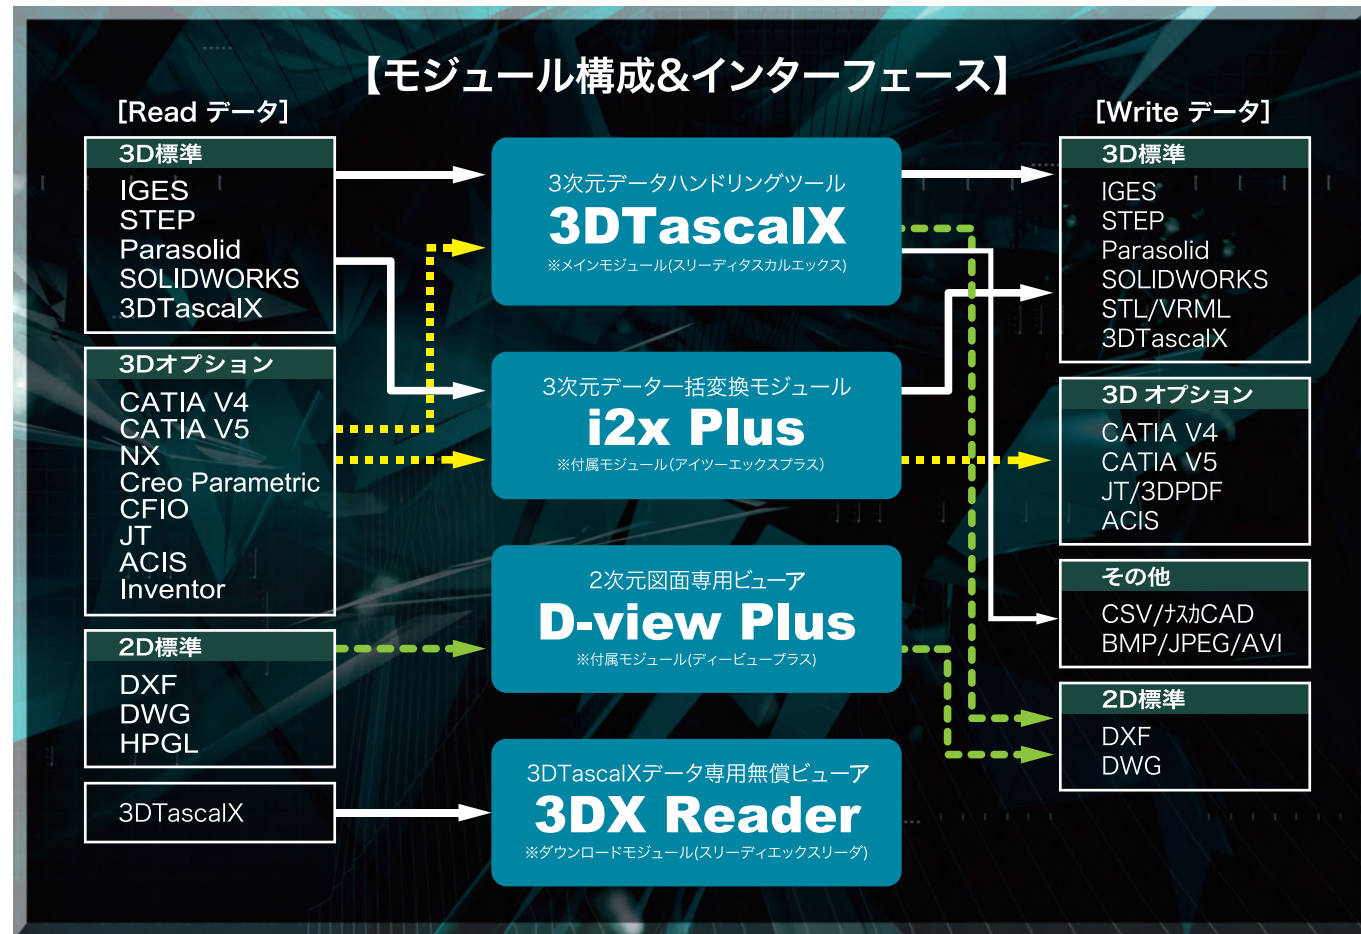 【モジュール構成&インターフェース】
[Read データ]
3D標準
IGES
STEP
Parasolid
SOLIDWORKS
3DTascalX
3Dオプション
CATIA V4
CATIA V5
NX
Creo Parametric
CFIO
JT
ACIS
Inventor
2D標準
DXF
DWG
HPGL
3DTascalX
3次元データハンドリングツール
3DTascalX
※メインモジュール(スリーディタスカルエックス)
3次元データ一括変換モジュール
i2x Plus
※付属モジュール(アイツーエックスプラス)
2次元図面専用ビューア
D-view Plus
※付属モジュール(ディービュープラス)
3DTascalXデータ専用無償ビューア
3DX Reader
※ダウンロードモジュール(スリーディエックスリーダ)
[Write データ]
3D標準
IGES
STEP
Parasolid
SOLIDWORKS
STL/VRML
3DTascalX
3D オプション
CATIA V4
CATIA V5
JT/3DPDF
ACIS
その他
CSV/ﾅｽｶCAD
BMP/JPEG/AVI
2D標準
DXF
DWG